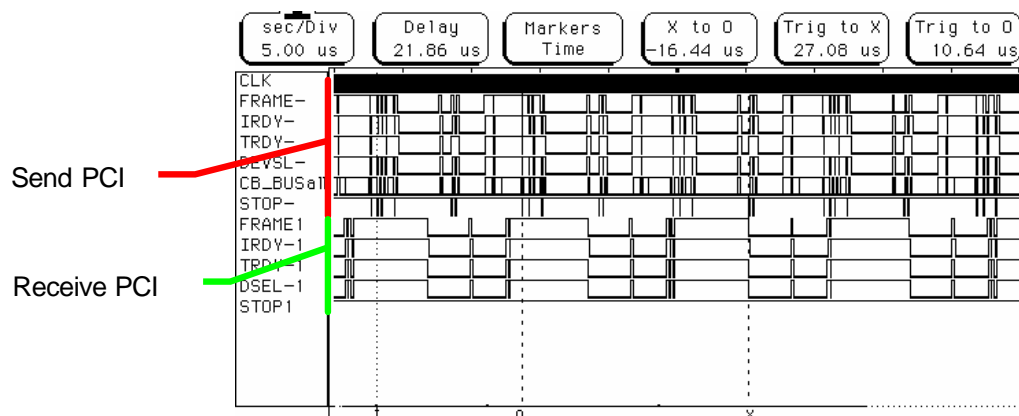 sec/Div
5.00 us
Delay
21.86 us
Markers
Time
X to O
-16.44 us
Trig to X
27.08 us
Trig to O
10.64 us
CLK
FRAME-
IRDY-
TRDY-
DEVSL-
CB_BUSall
STOP-
FRAME1
IRDY-1
TRDY-1
DSEL-1
STOP1
Send PCI
Receive PCI